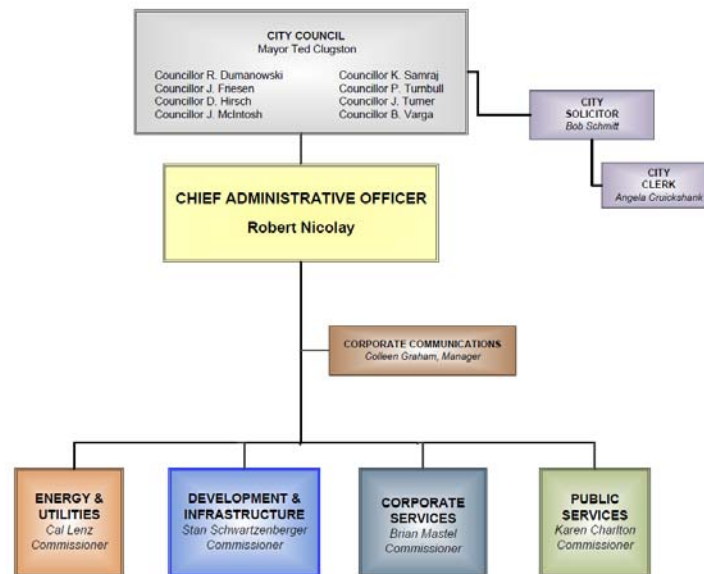 CITY COUNCIL
Mayor Ted Clugston
Councillor R. Dumanowski
Councillor J. Friesen
Councillor D. Hirsch
Councillor J. McIntosh
Councillor K. Samraj
Councillor P. Turnbull
Councillor J. Turner
Councillor B. Varga
CITY
SOLICITOR
Bob Schmitt
CITY
CLERK
Angela Cruickshank
CHIEF ADMINISTRATIVE OFFICER
Robert Nicolay
CORPORATE COMMUNICATIONS
Colleen Graham, Manager
ENERGY &
UTILITIES
Cal Lenz
Commissioner
DEVELOPMENT &
INFRASTRUCTURE
Stan Schwartzenberger
Commissioner
CORPORATE
SERVICES
Brian Mastel
Commissioner
PUBLIC
SERVICES
Karen Charlton
Commissioner